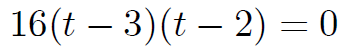 16(t − 3)(t − 2) = 0